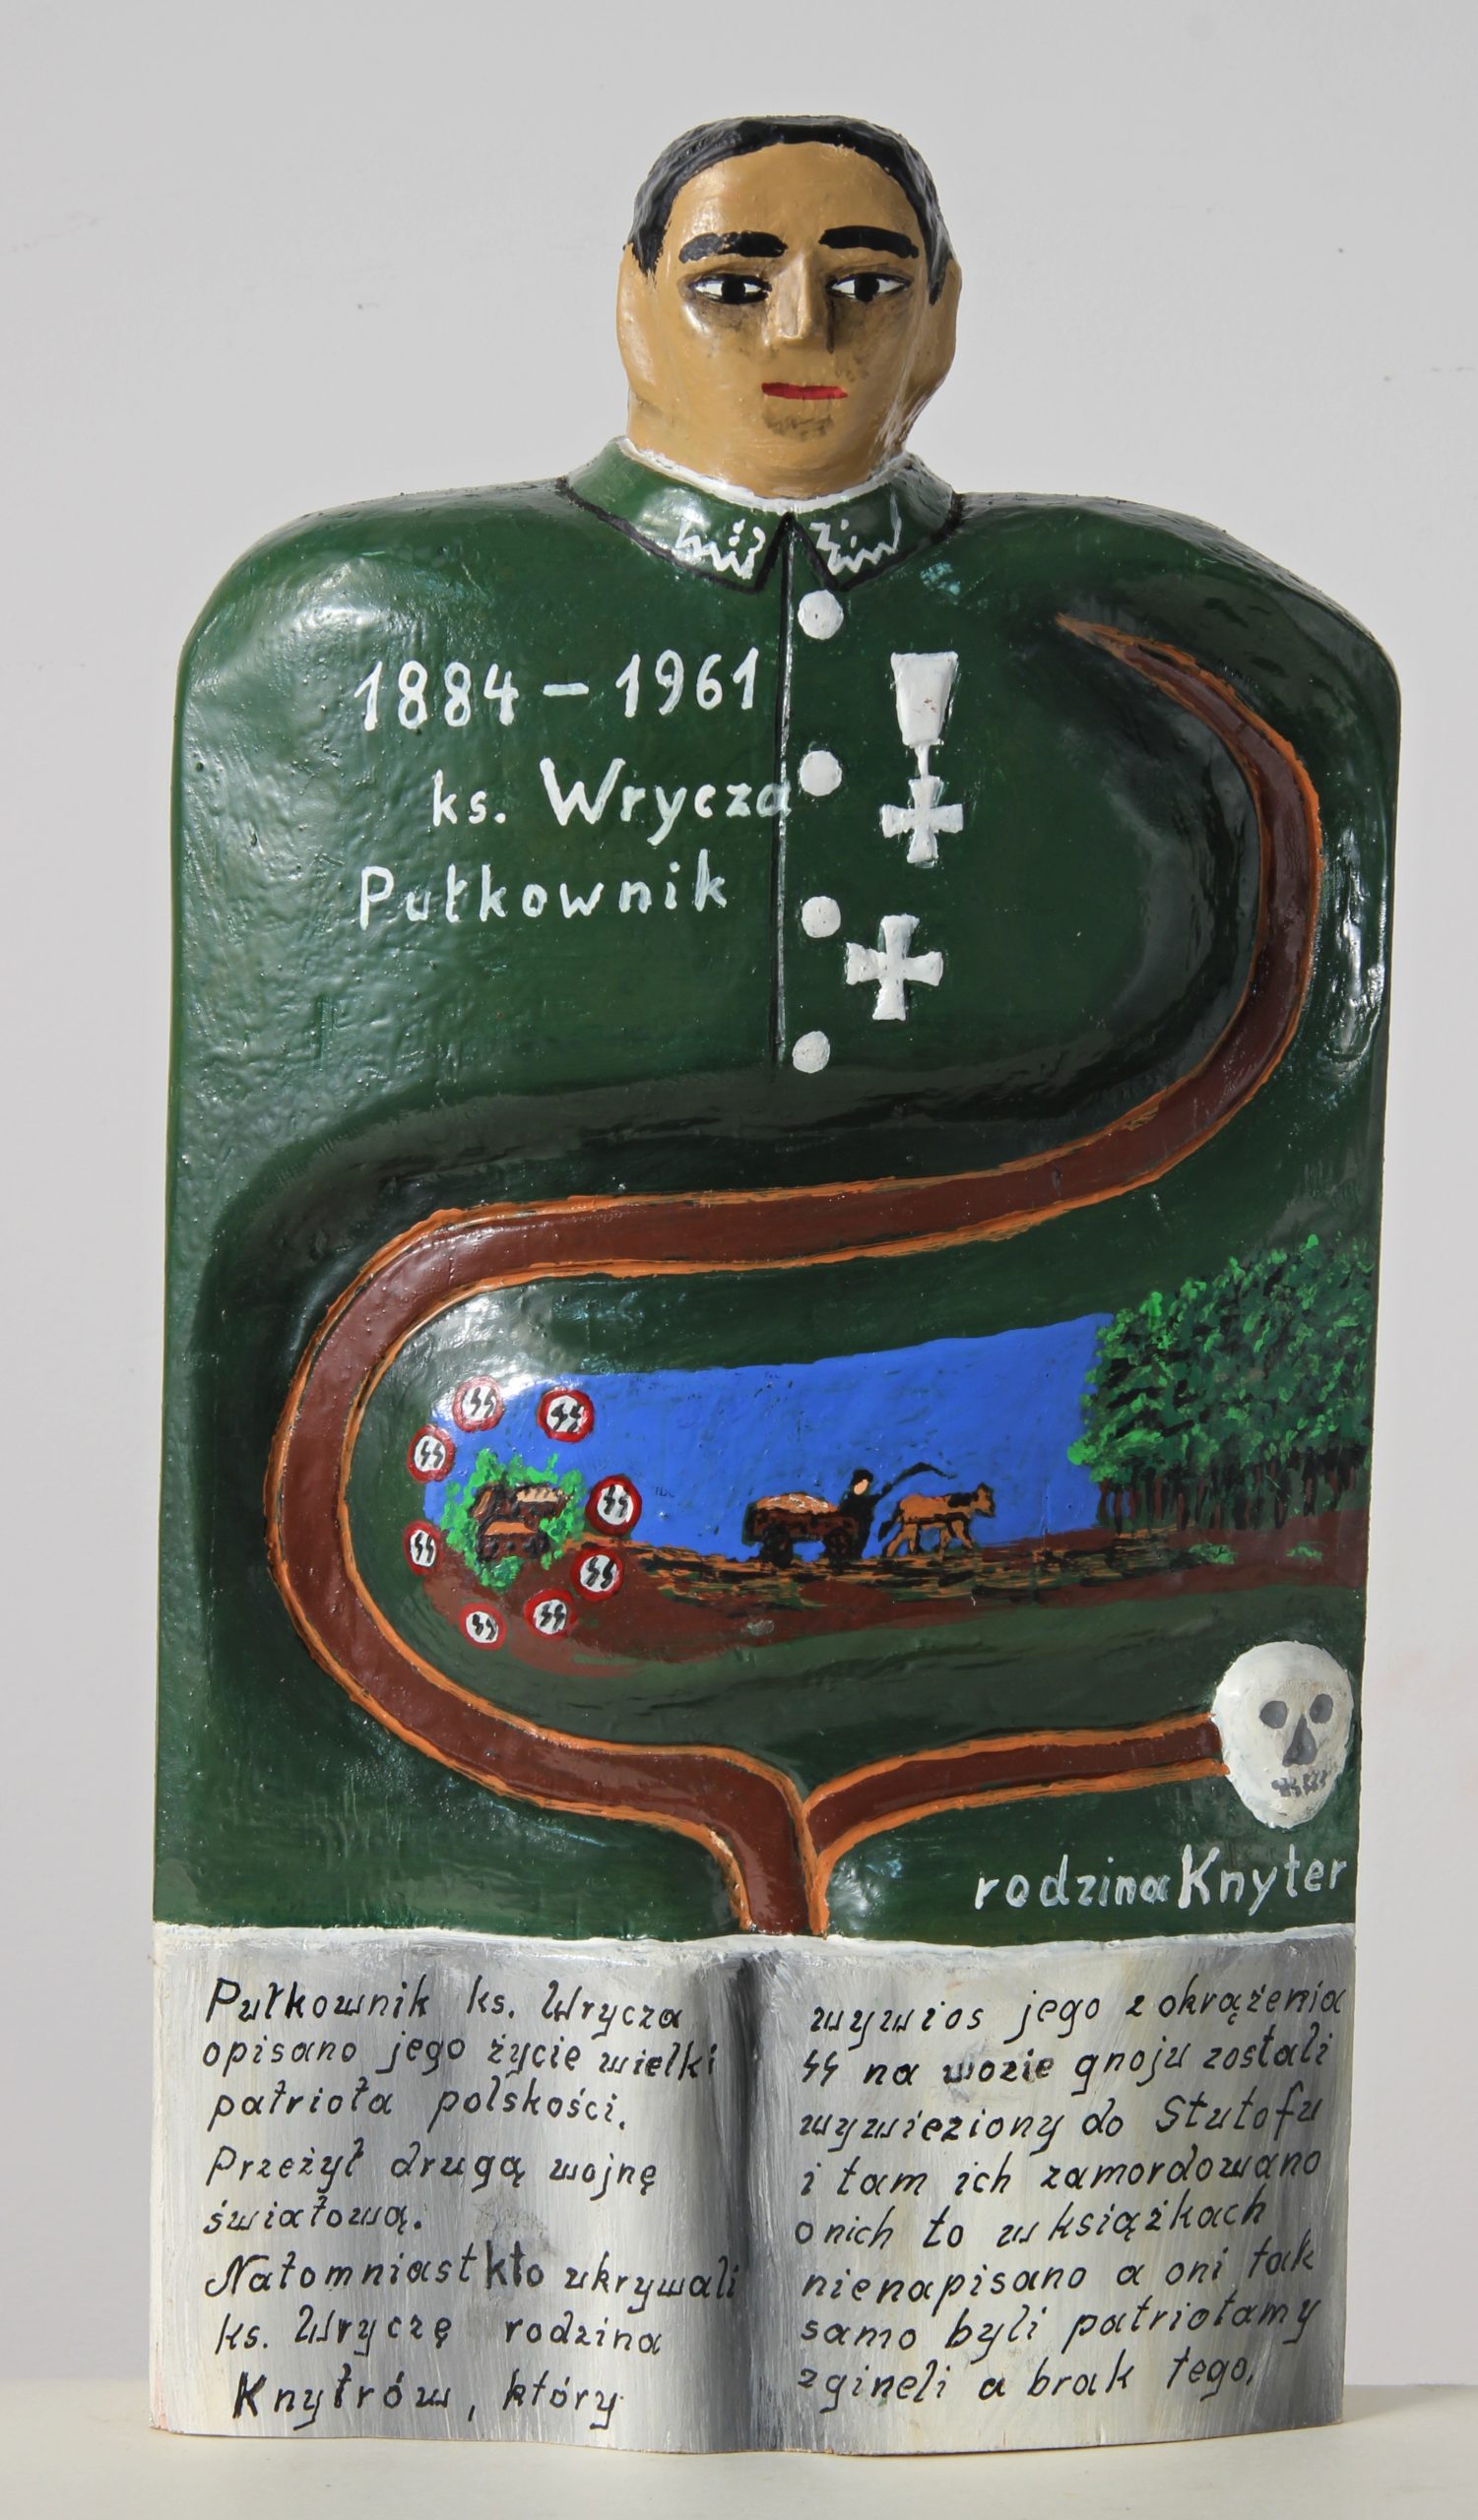 1884 – 1961
ks. Wrycza
Pułkownik
rodzina Knyter
Pułkownik ks. Wrycza
opisano jego życie wielki
patriota polskości.
Przeżył drugą wojnę
światową.
Natomniast kto ukrywali
ks. Wryczę rodzina
Knytrów, który
wywios jego z okrążenia
SS na wozie gnoju zostali
wywieziony do Stutofu
i tam ich zamordowano
o nich to w książkach
nienapisano a oni tak
samo byli patriotamy
zgineli a brak tego.